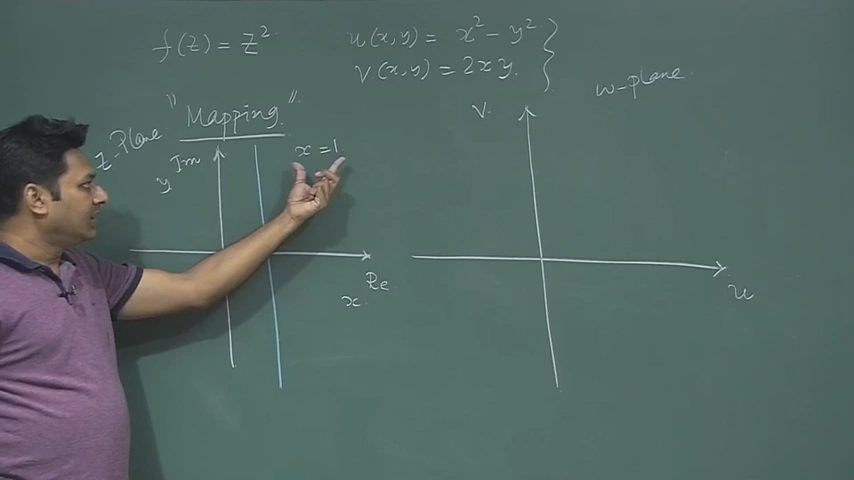 f(z) = z²
u(x,y) = x² - y²
v(x,y) = 2xy.
"Mapping."
z-Plane
Im
y
x = 1
Re
x.
w-plane
v.
u